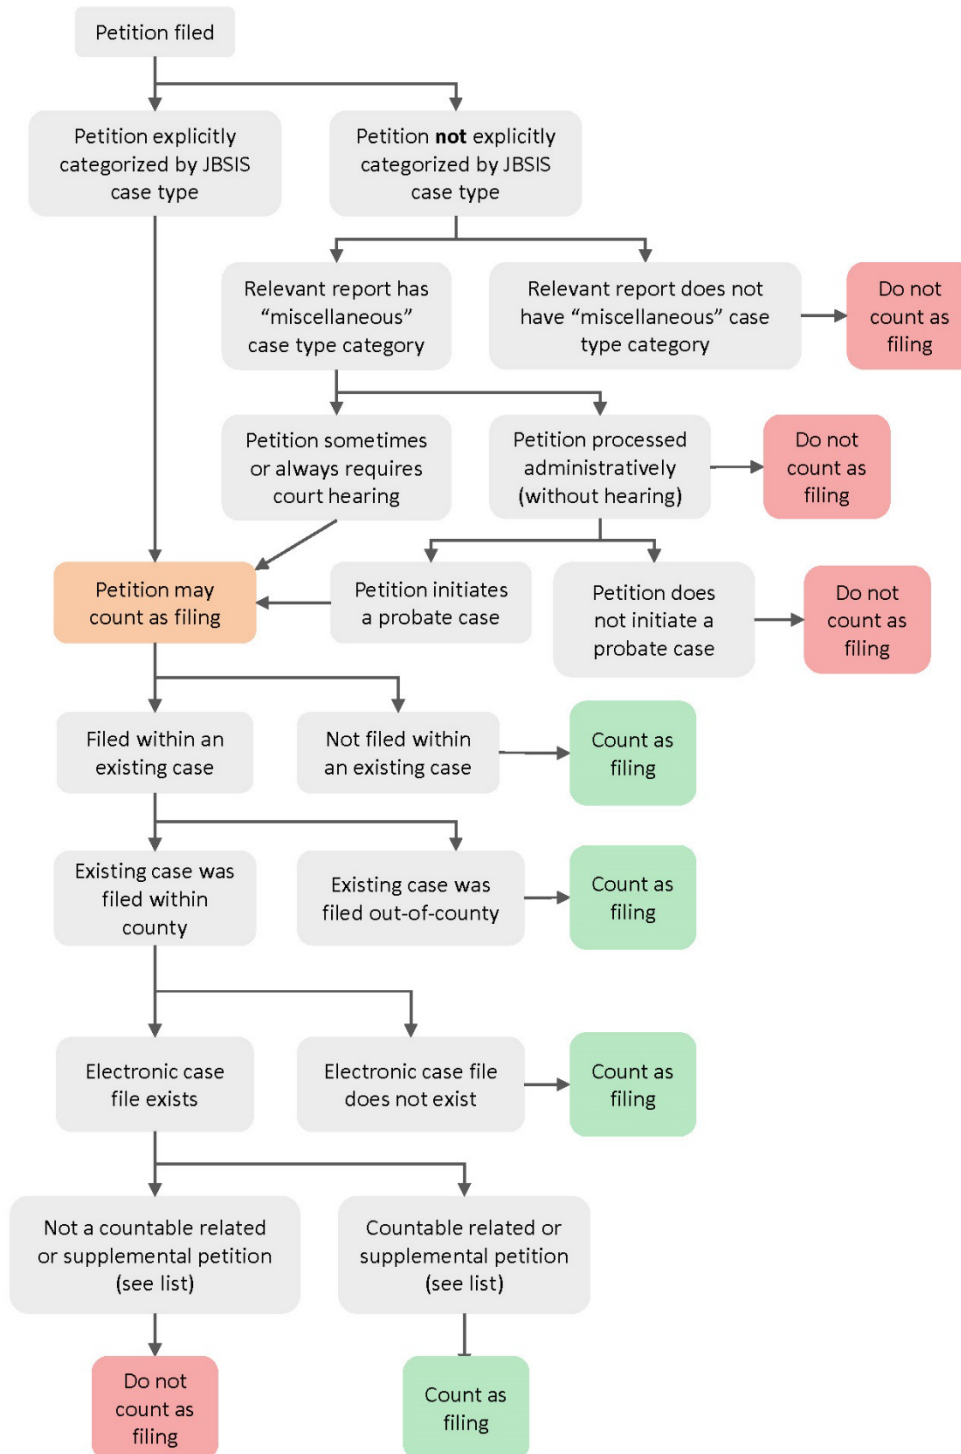 Petition filed
Petition explicitly
categorized by JBSIS
case type
Petition not explicitly
categorized by JBSIS
case type
Relevant report has
“miscellaneous”
case type category
Relevant report does not
have “miscellaneous” case
type category
Do not
count as
filing
Petition sometimes
or always requires
court hearing
Petition processed
administratively
(without hearing)
Do not
count as
filing
Petition may
count as filing
Petition initiates
a probate case
Petition does
not initiate a
probate case
Do not
count as
filing
Filed within an
existing case
Not filed within
an existing case
Count as
filing
Existing case was
filed within
county
Existing case was
filed out-of-county
Count as
filing
Electronic case
file exists
Electronic case file
does not exist
Count as
filing
Not a countable related
or supplemental petition
(see list)
Countable related or
supplemental petition
(see list)
Do not
count as
filing
Count as
filing